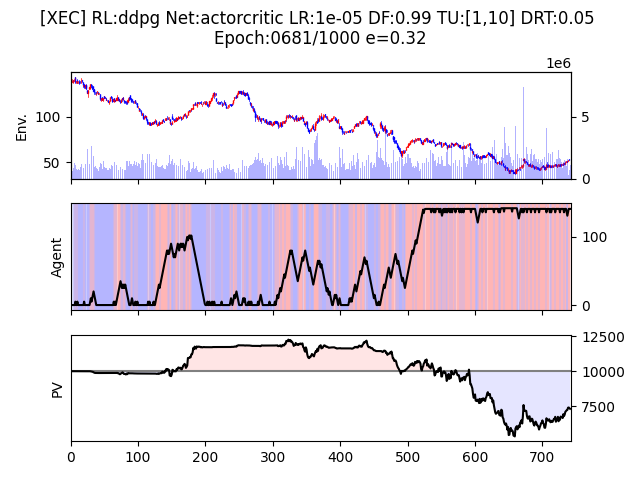 [XEC] RL:ddpg Net:actorcritic LR:1e-05 DF:0.99 TU:[1,10] DRT:0.05
Epoch:0681/1000 e=0.32
1e6
Env.
100
50
5
0
Agent
100
0
PV
12500
10000
7500
0 100 200 300 400 500 600 700